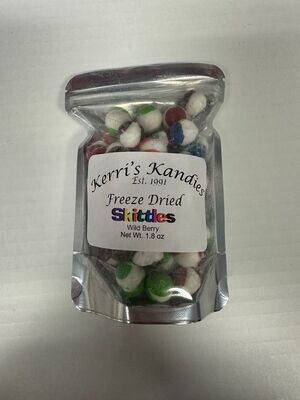 Kerri's Kandies
Est. 1991
Freeze Dried
Skittles
Wild Berry
Net Wt. 1.8 oz